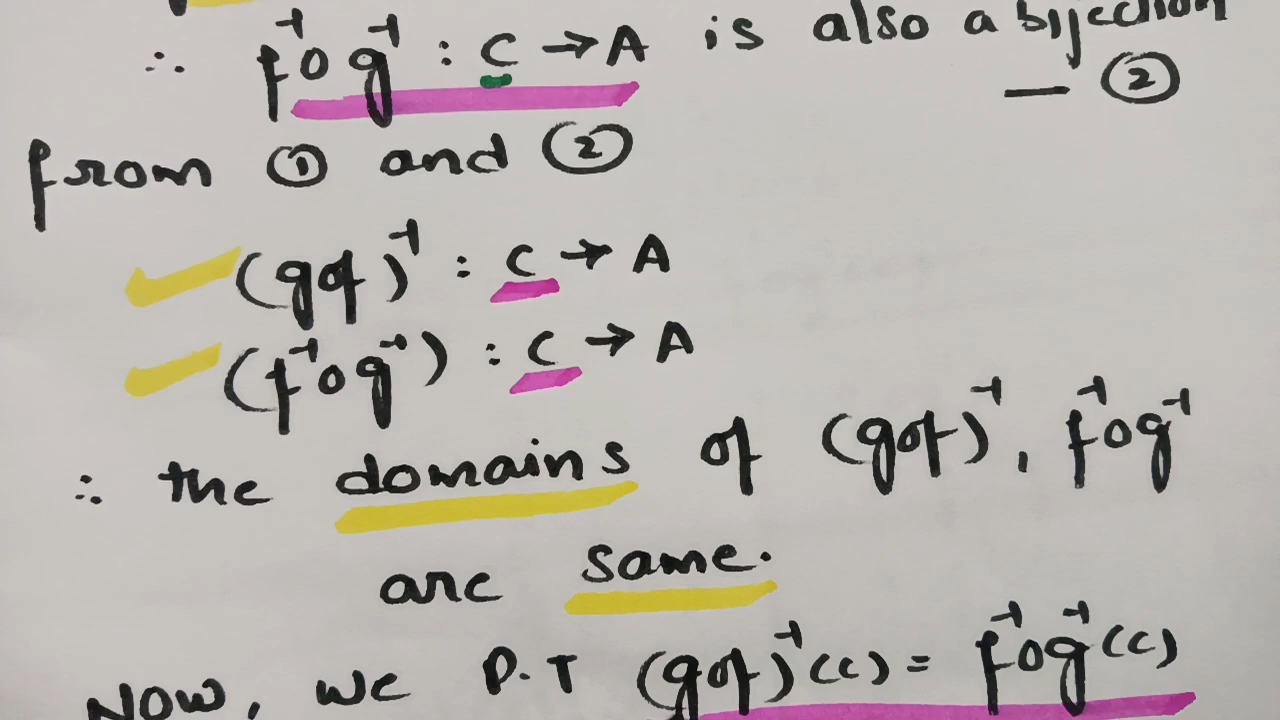 ∴ f⁻¹og⁻¹ : C → A is also a bijection
— ②
from ① and ②
(gof)⁻¹ : C → A
(f⁻¹og⁻¹) : C → A
∴ the domains of (gof)⁻¹, f⁻¹og⁻¹
are same.
Now, we P.T (gof)⁻¹(c) = f⁻¹og⁻¹(c)